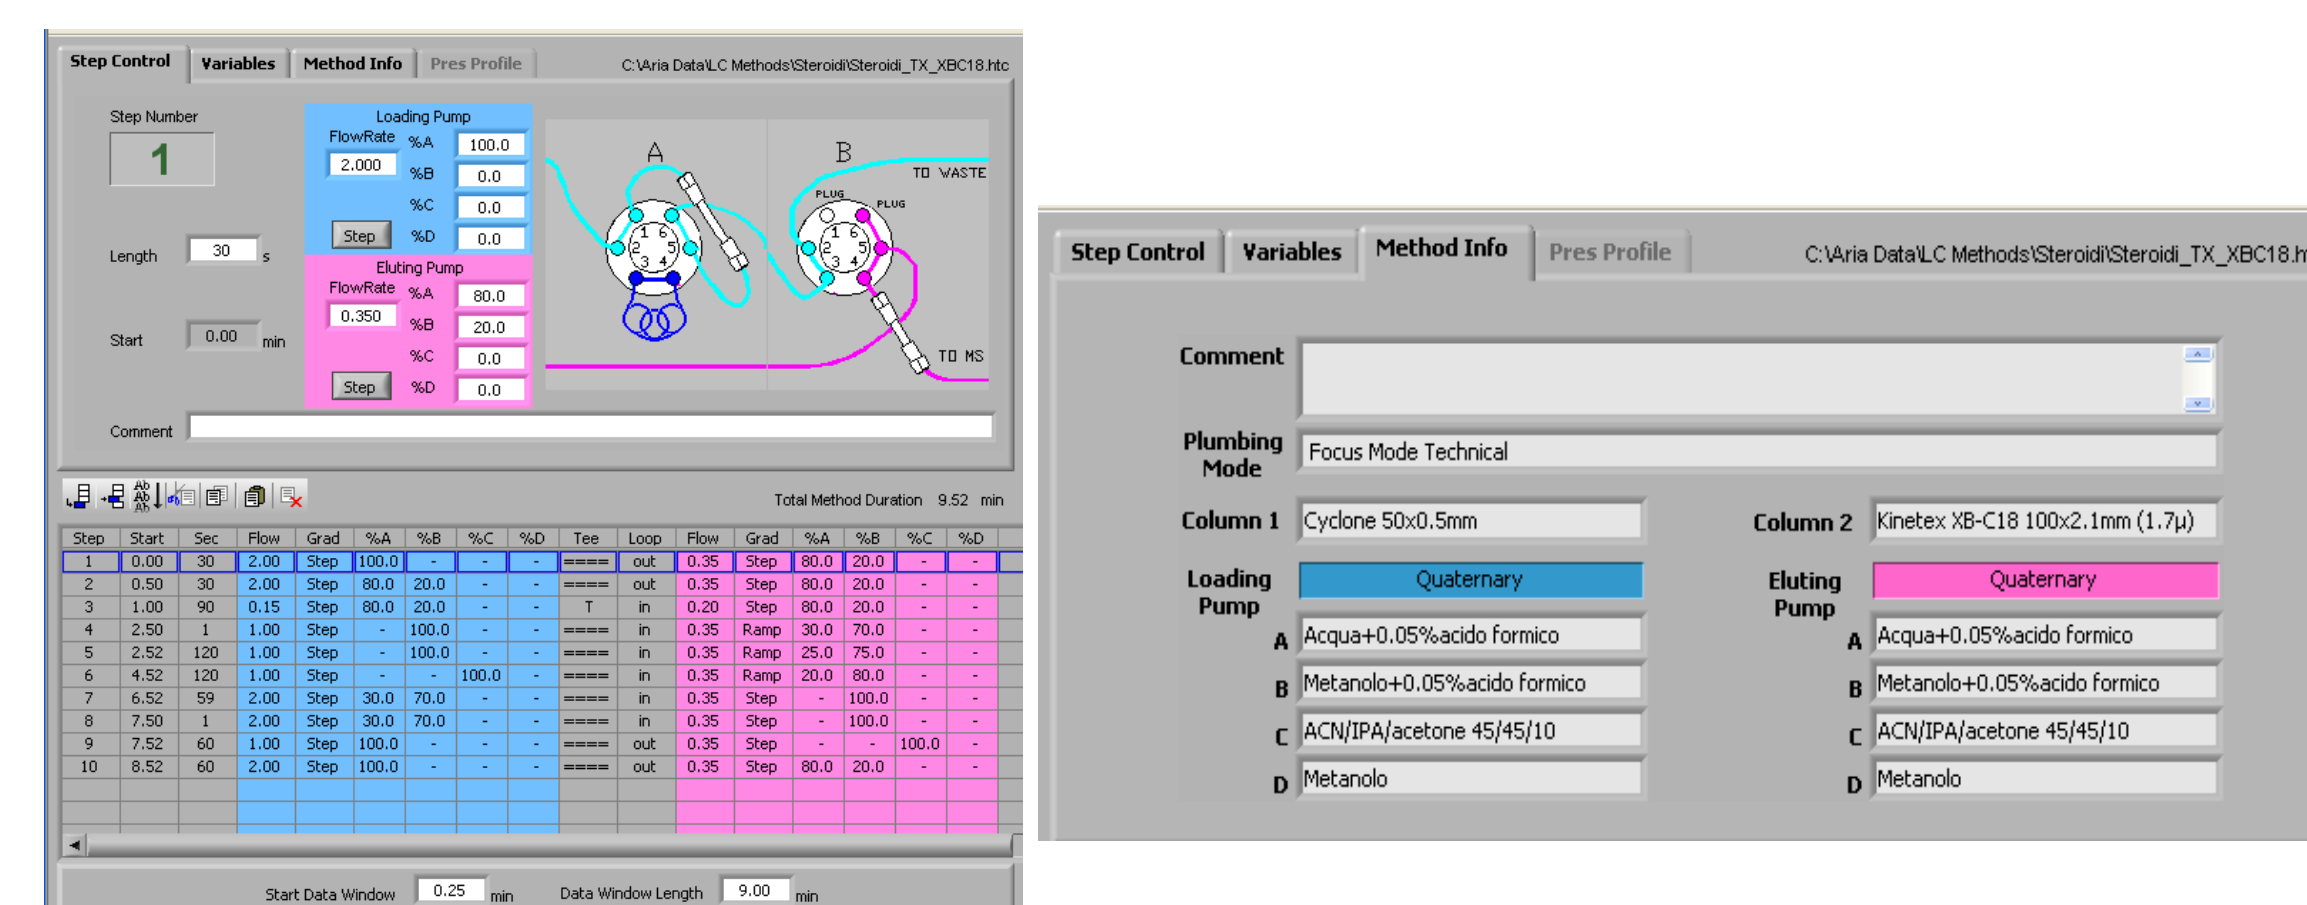 Step Control Variables Method Info Pres Profile C:\Aria Data\LC Methods\Steroidi\Steroidi_TX_XBC18.htc
Step Number
1
Length 30 s
Start 0.00 min
Loading Pump
FlowRate %A 100.0
2.000 %B 0.0
%C 0.0
Step %D 0.0
Eluting Pump
FlowRate %A 80.0
0.350 %B 20.0
%C 0.0
Step %D 0.0
A
1 6
2 5
3 4
B
TO WASTE
PLUG
PLUG
1 6
2 5
3 4
TO MS
Comment
Total Method Duration 9.52 min
Step Start Sec Flow Grad %A %B %C %D Tee Loop Flow Grad %A %B %C %D
1 0.00 30 2.00 Step 100.0 - - - ==== out 0.35 Step 80.0 20.0 - -
2 0.50 30 2.00 Step 80.0 20.0 - - ==== out 0.35 Step 80.0 20.0 - -
3 1.00 90 0.15 Step 80.0 20.0 - - T in 0.20 Step 80.0 20.0 - -
4 2.50 1 1.00 Step - 100.0 - - ==== in 0.35 Ramp 30.0 70.0 - -
5 2.52 120 1.00 Step - 100.0 - - ==== in 0.35 Ramp 25.0 75.0 - -
6 4.52 120 1.00 Step - - 100.0 - ==== in 0.35 Ramp 20.0 80.0 - -
7 6.52 59 2.00 Step 30.0 70.0 - - ==== in 0.35 Step - 100.0 - -
8 7.50 1 2.00 Step 30.0 70.0 - - ==== in 0.35 Step - 100.0 - -
9 7.52 60 1.00 Step 100.0 - - - ==== out 0.35 Step - - 100.0 -
10 8.52 60 2.00 Step 100.0 - - - ==== out 0.35 Step 80.0 20.0 - -
Start Data Window 0.25 min Data Window Length 9.00 min
Step Control Variables Method Info Pres Profile C:\Aria Data\LC Methods\Steroidi\Steroidi_TX_XBC18.h
Comment
Plumbing Mode Focus Mode Technical
Column 1 Cyclone 50x0.5mm Column 2 Kinetex XB-C18 100x2.1mm (1.7μ)
Loading Pump Quaternary Eluting Pump Quaternary
A Acqua+0.05%acido formico A Acqua+0.05%acido formico
B Metanolo+0.05%acido formico B Metanolo+0.05%acido formico
C ACN/IPA/acetone 45/45/10 C ACN/IPA/acetone 45/45/10
D Metanolo D Metanolo